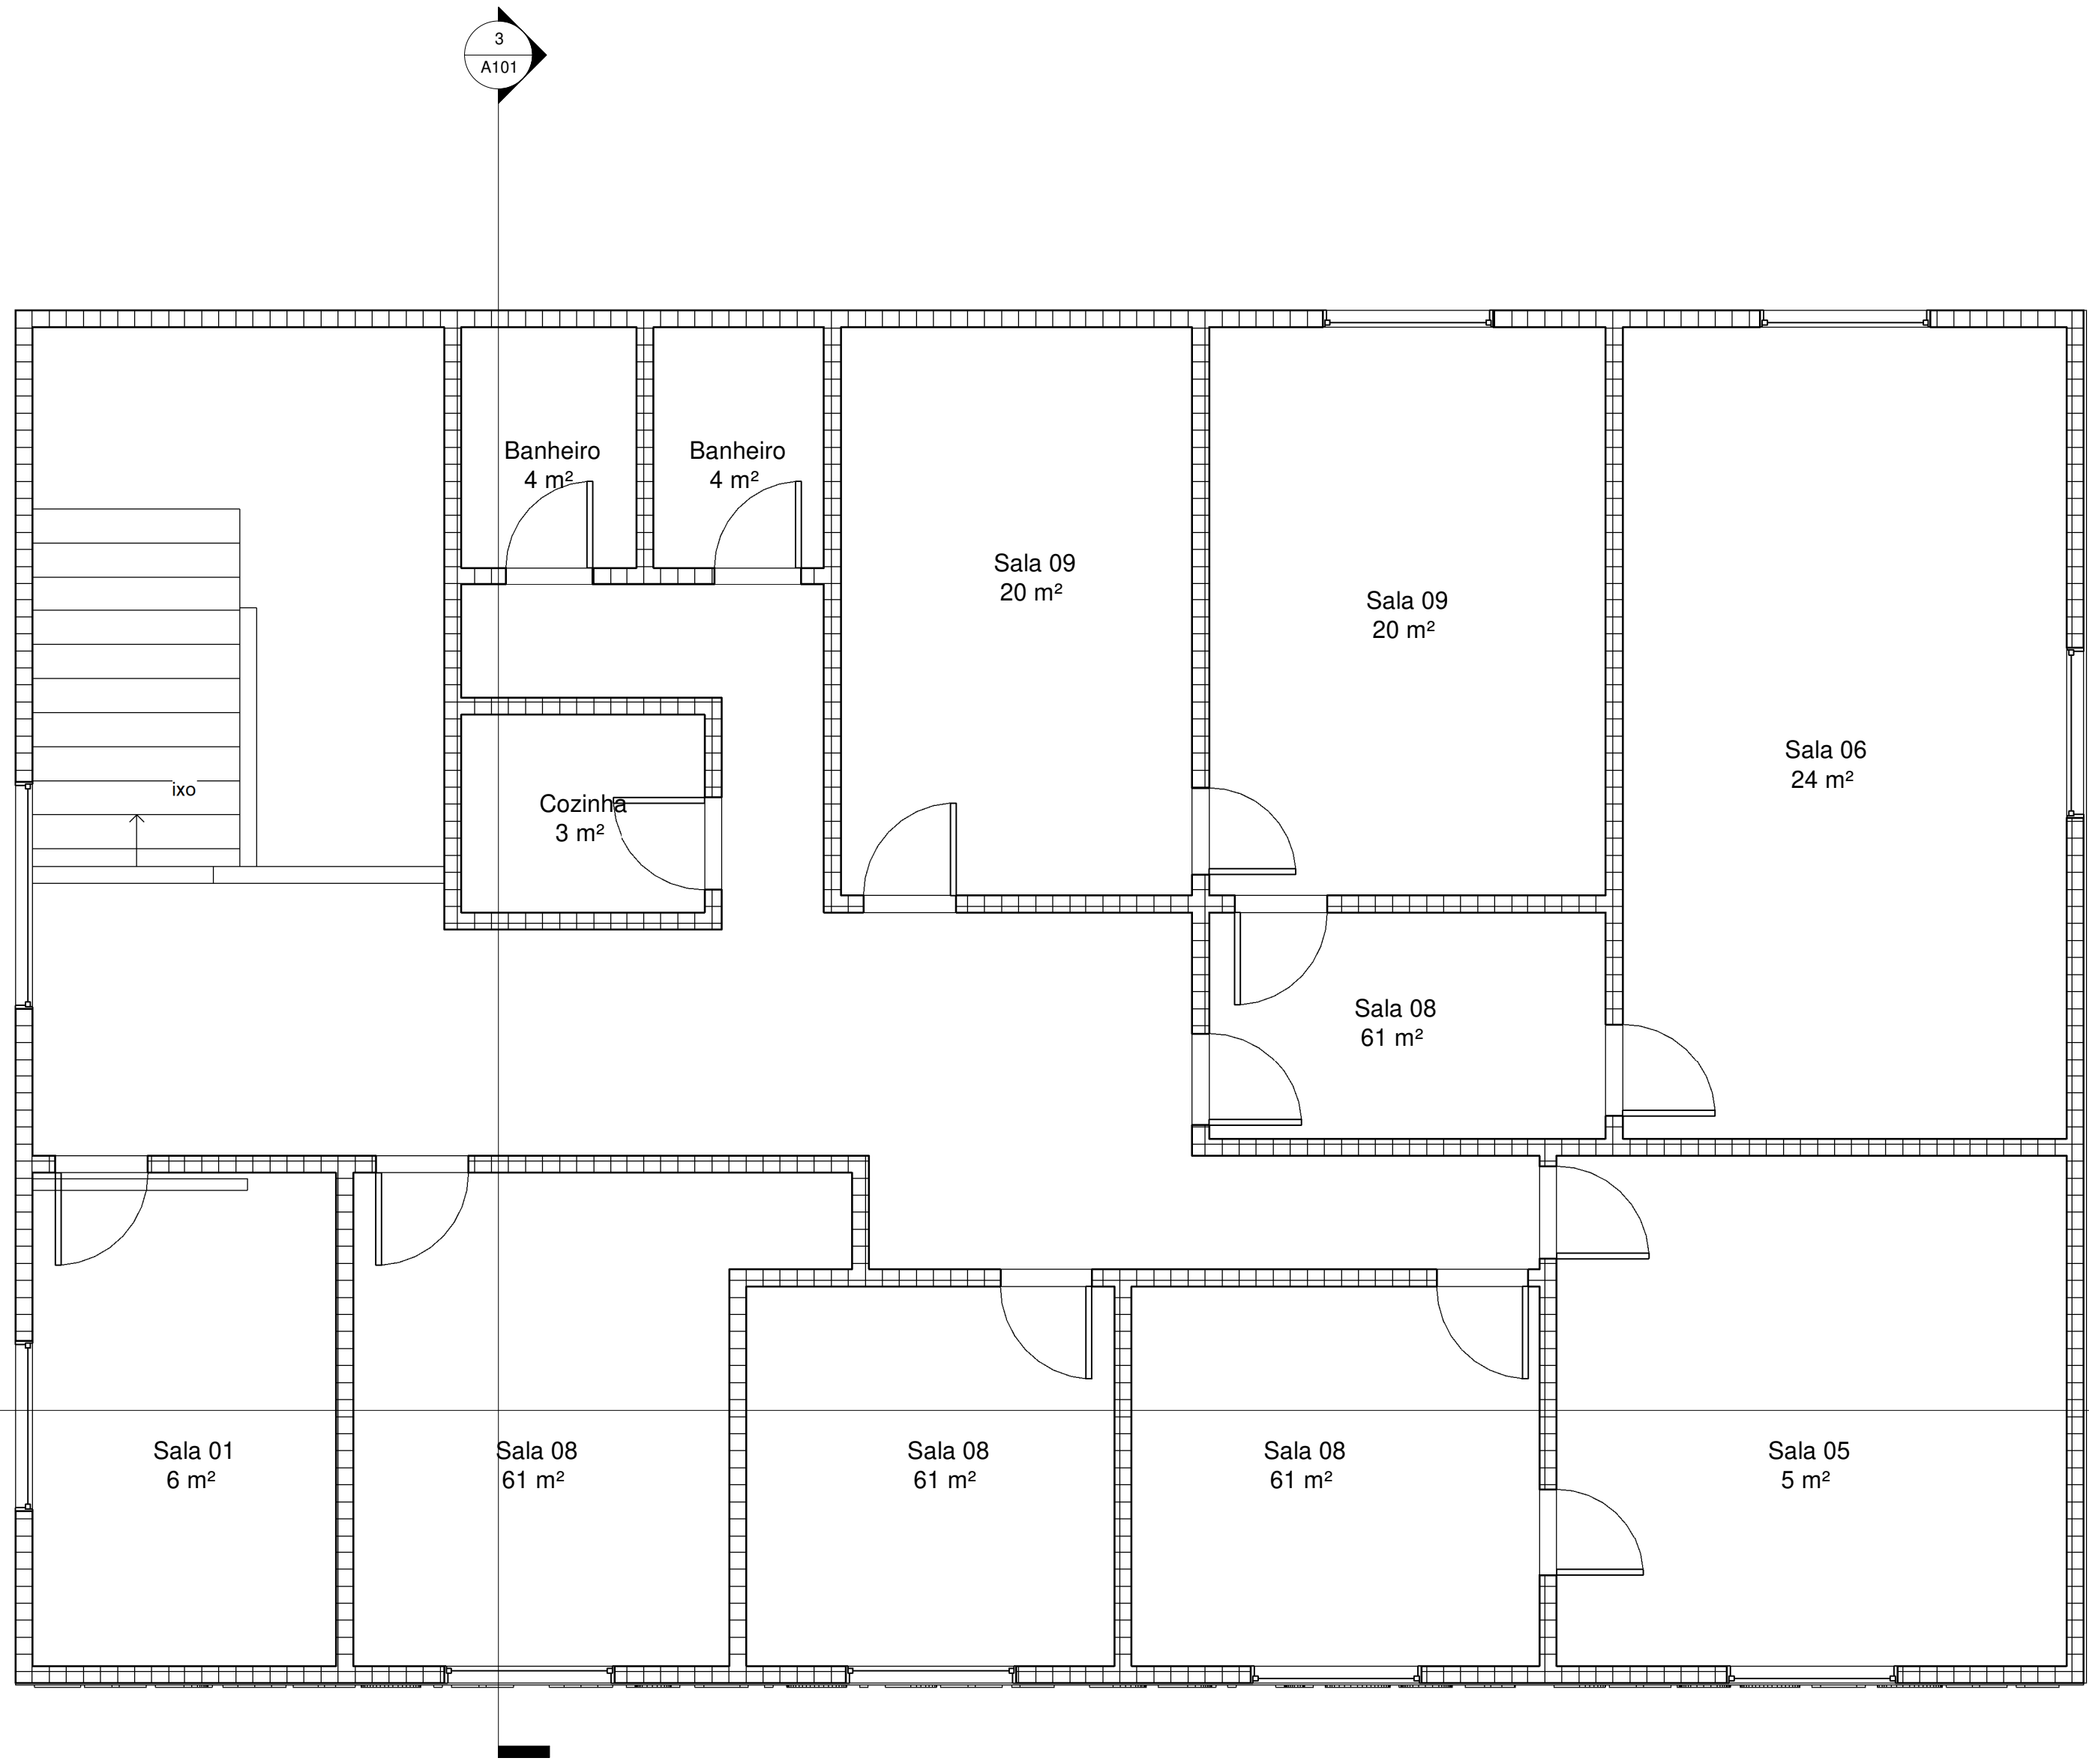 3
A101
Banheiro
4 m²
Banheiro
4 m²
Sala 09
20 m²
Sala 09
20 m²
Sala 06
24 m²
ixo
Cozinha
3 m²
Sala 08
61 m²
Sala 01
6 m²
Sala 08
61 m²
Sala 08
61 m²
Sala 08
61 m²
Sala 05
5 m²